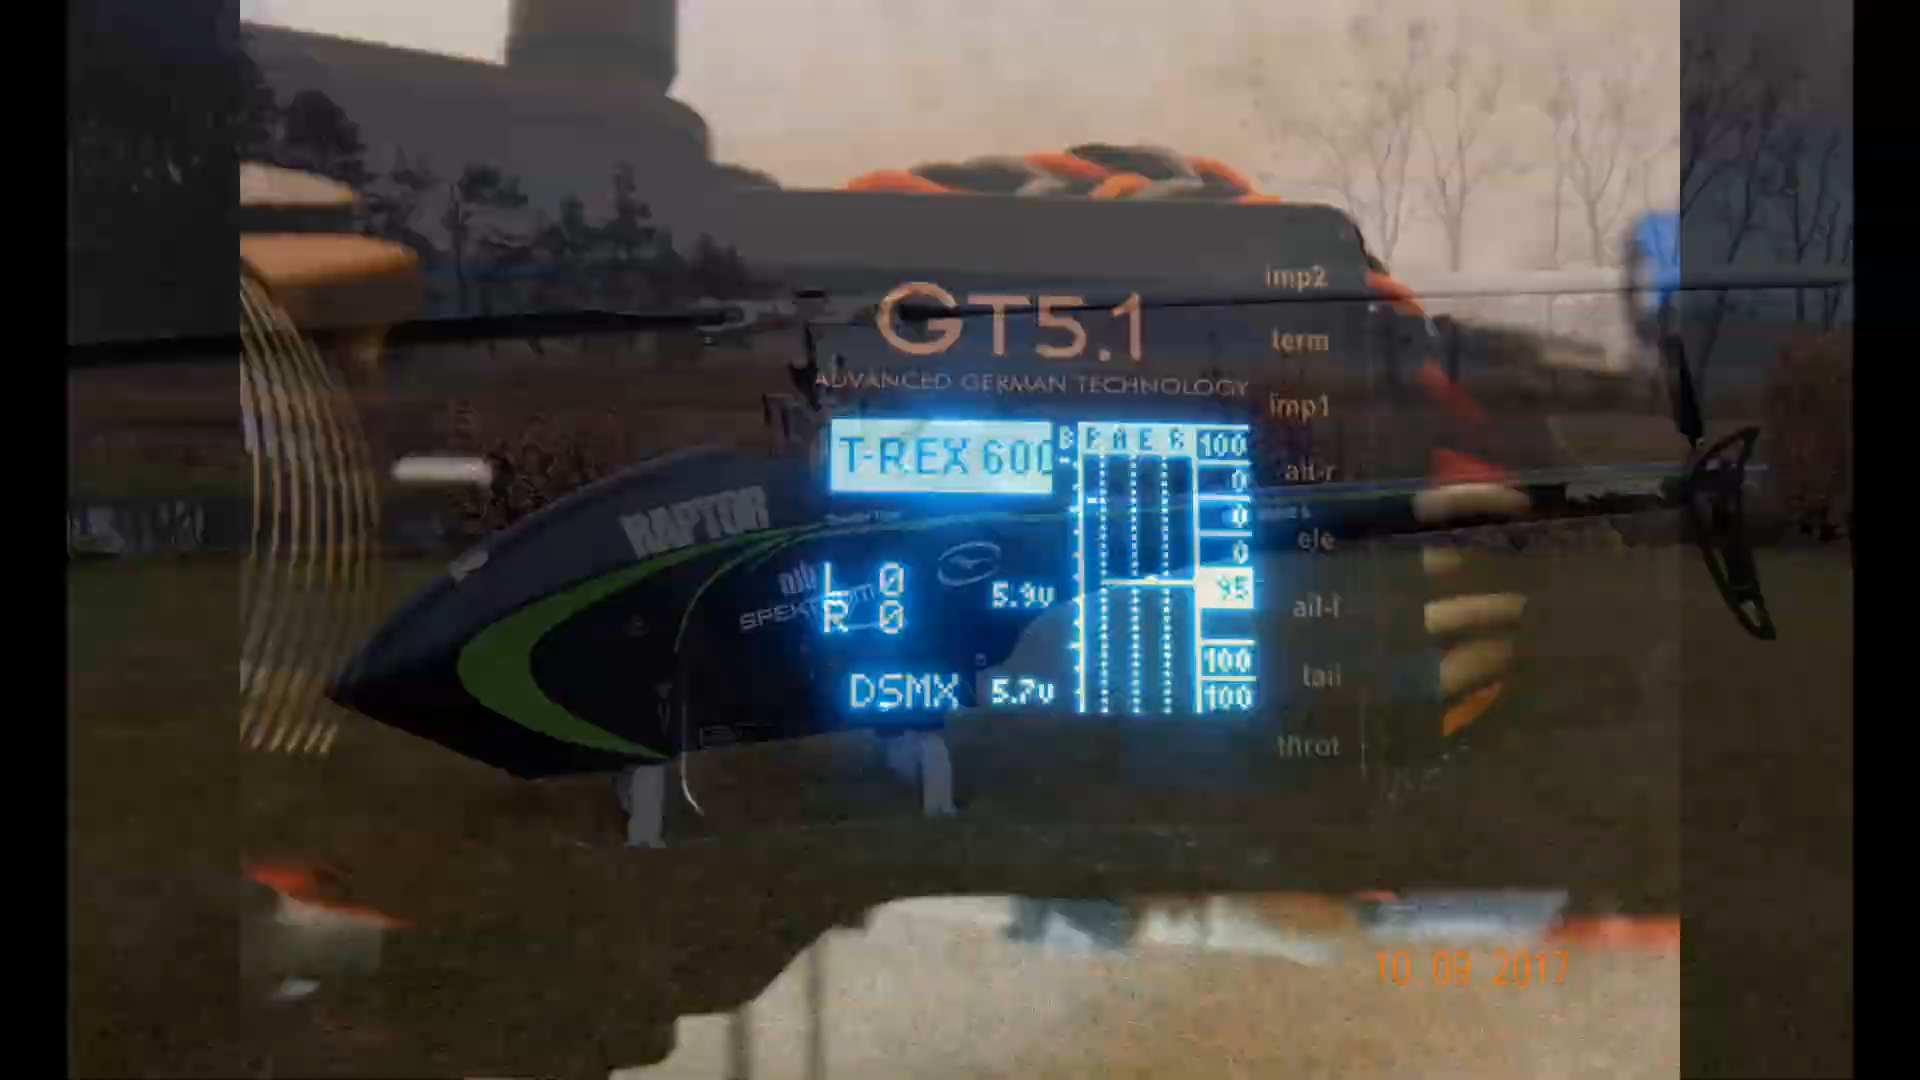 imp2
GT5.1
term
ADVANCED GERMAN TECHNOLOGY
imp1
T-REX 600
B P A E R 100
ail-r
0
RAPTOR
0
ele
0
L 0
R 0
5.9v
95
SPEKTRUM
ail-l
100
tail
DSMX 5.7v
100
throt
10.09.2017